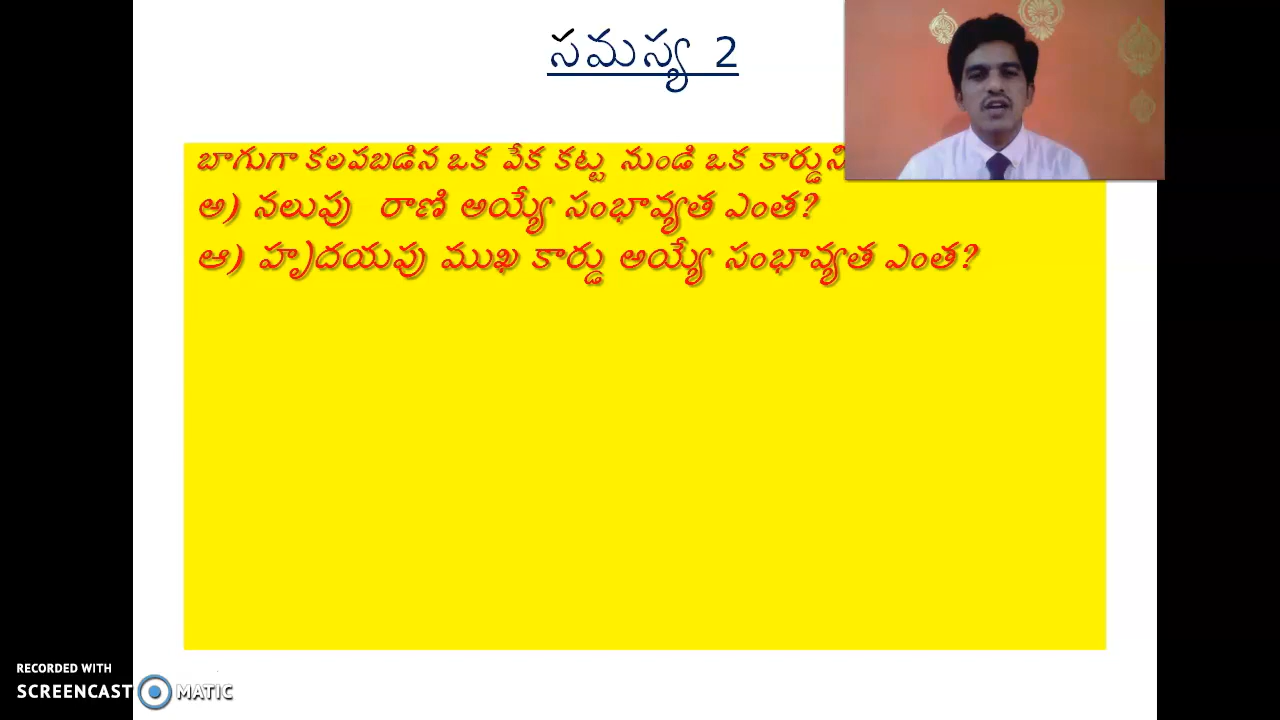 సమస్య 2
బాగుగా కలపబడిన ఒక పేక కట్ట నుండి ఒక కార్డుని
అ) నలుపు రాణి అయ్యే సంభావ్యత ఎంత?
ఆ) హృదయపు ముఖ కార్డు అయ్యే సంభావ్యత ఎంత?
RECORDED WITH
SCREENCAST MATIC